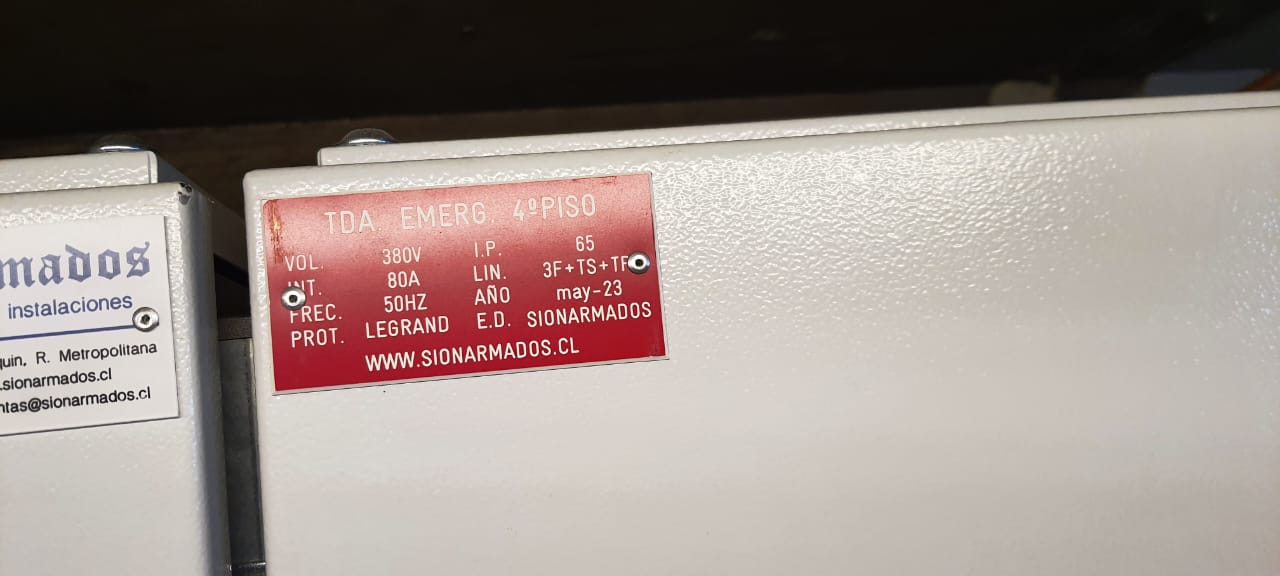 TDA. EMERG. 4ºPISO
VOL. 380V I.P. 65
INT. 80A LIN. 3F+TS+TP
FREC. 50HZ AÑO may-23
PROT. LEGRAND E.D. SIONARMADOS
WWW.SIONARMADOS.CL
mados
instalaciones
quin, R. Metropolitana
.sionarmados.cl
ntas@sionarmados.cl